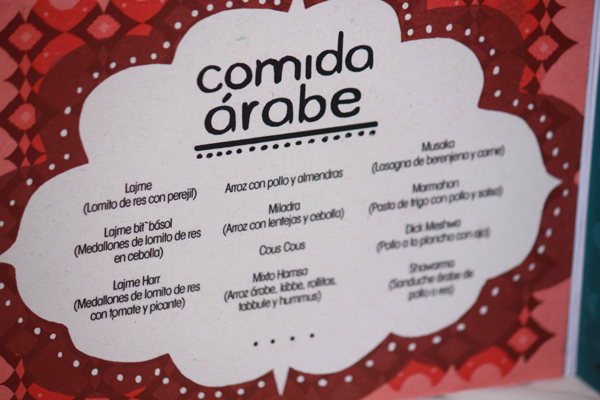 comida
árabe
Lajme
(Lomito de res con perejil)
Lajme bit~básol
(Medallones de lomito de res
en cebolla)
Lajme Harr
(Medallones de lomito de res
con tomate y picante)
Arroz con pollo y almendras
Miladra
(Arroz con lentejas y cebolla)
Cous Cous
Mixto Hamsa
(Arroz árabe, kibbe, rollitos,
tabbule y hummus)
Musaka
(Lasagna de berenjena y carne)
Marmahon
(Pasta de trigo con pollo y salsa)
Dick Meshwa
(Pollo a la plancha con ajo)
Shawarma
(Sanduche árabe de
pollo o res)